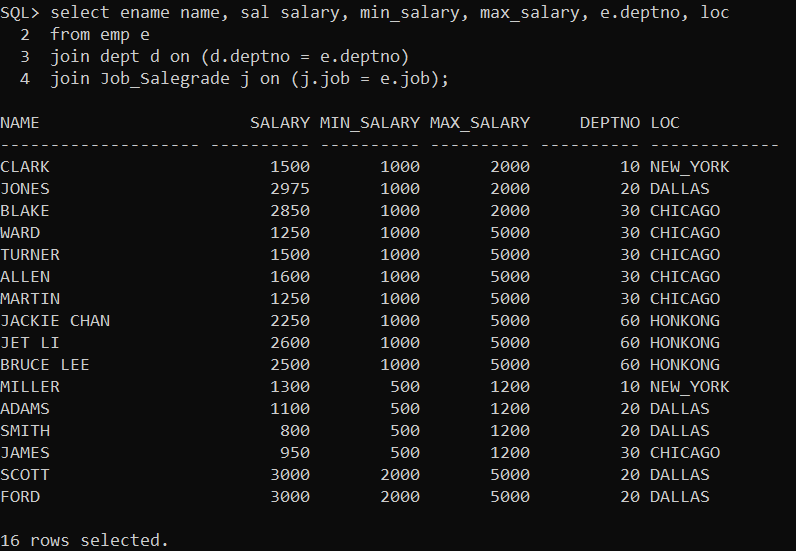 SQL> select ename name, sal salary, min_salary, max_salary, e.deptno, loc
  2  from emp e
  3  join dept d on (d.deptno = e.deptno)
  4  join Job_Salegrade j on (j.job = e.job);

NAME                     SALARY MIN_SALARY MAX_SALARY     DEPTNO LOC
-------------------- ---------- ---------- ---------- ---------- -------------
CLARK                      1500       1000       2000         10 NEW_YORK
JONES                      2975       1000       2000         20 DALLAS
BLAKE                      2850       1000       2000         30 CHICAGO
WARD                       1250       1000       5000         30 CHICAGO
TURNER                     1500       1000       5000         30 CHICAGO
ALLEN                      1600       1000       5000         30 CHICAGO
MARTIN                     1250       1000       5000         30 CHICAGO
JACKIE CHAN                2250       1000       5000         60 HONKONG
JET LI                     2600       1000       5000         60 HONKONG
BRUCE LEE                  2500       1000       5000         60 HONKONG
MILLER                     1300        500       1200         10 NEW_YORK
ADAMS                      1100        500       1200         20 DALLAS
SMITH                       800        500       1200         20 DALLAS
JAMES                       950        500       1200         30 CHICAGO
SCOTT                      3000       2000       5000         20 DALLAS
FORD                       3000       2000       5000         20 DALLAS

16 rows selected.